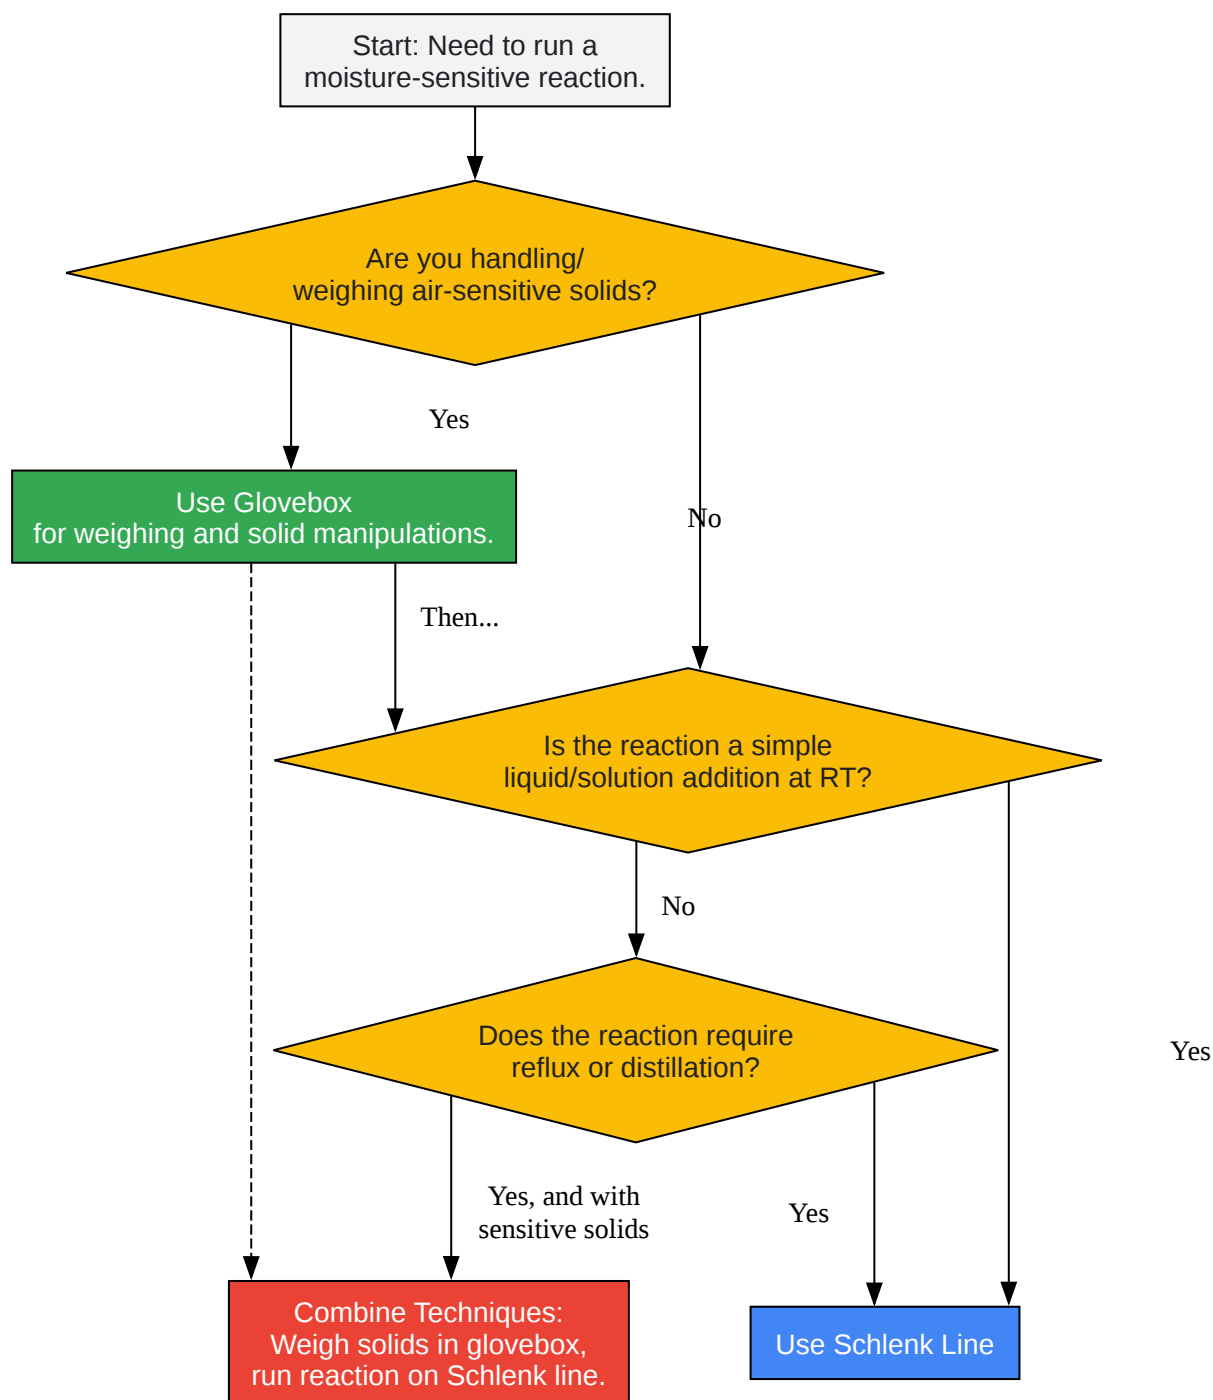 Start: Need to run a
moisture-sensitive reaction.
Are you handling/
weighing air-sensitive solids?
Yes
Use Glovebox
for weighing and solid manipulations.
No
Then...
Is the reaction a simple
liquid/solution addition at RT?
No
Does the reaction require
reflux or distillation?
Yes
Yes, and with
sensitive solids
Yes
Combine Techniques:
Weigh solids in glovebox,
run reaction on Schlenk line.
Use Schlenk Line